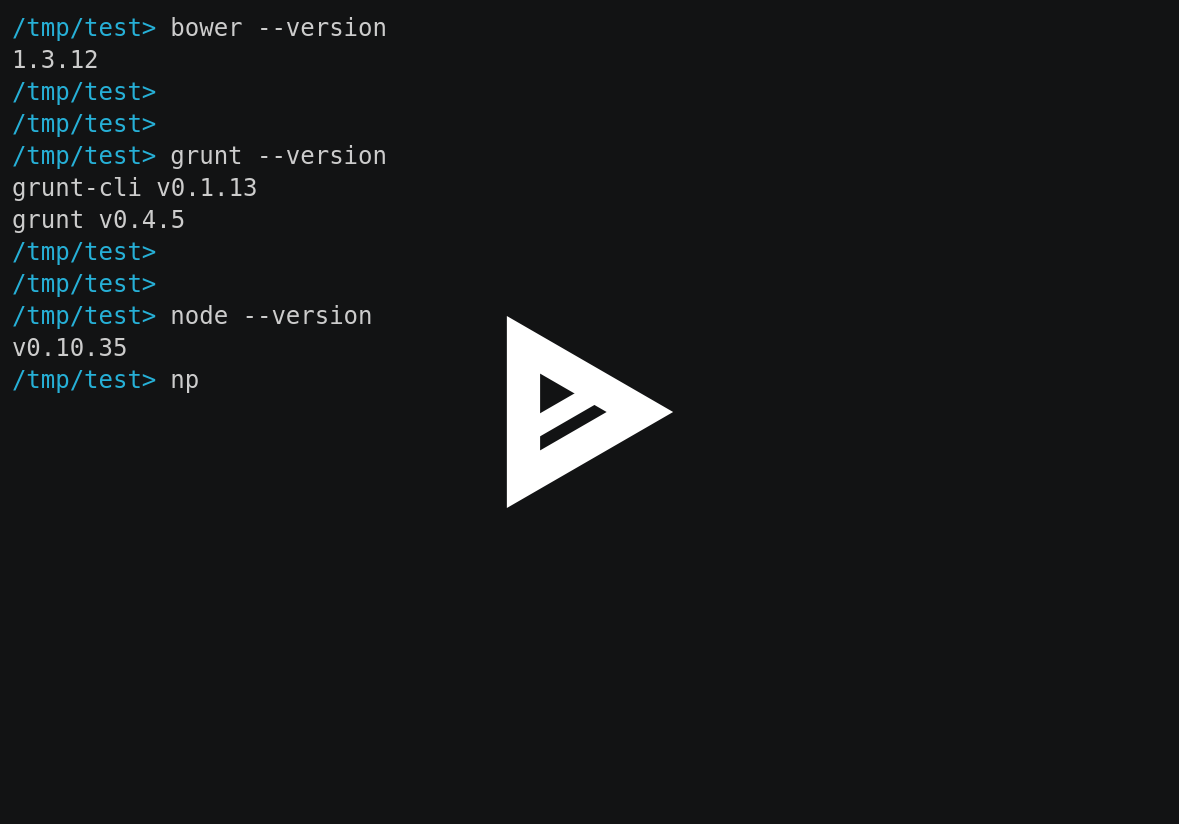 /tmp/test> bower --version
1.3.12
/tmp/test>
/tmp/test>
/tmp/test> grunt --version
grunt-cli v0.1.13
grunt v0.4.5
/tmp/test>
/tmp/test>
/tmp/test> node --version
v0.10.35
/tmp/test> np